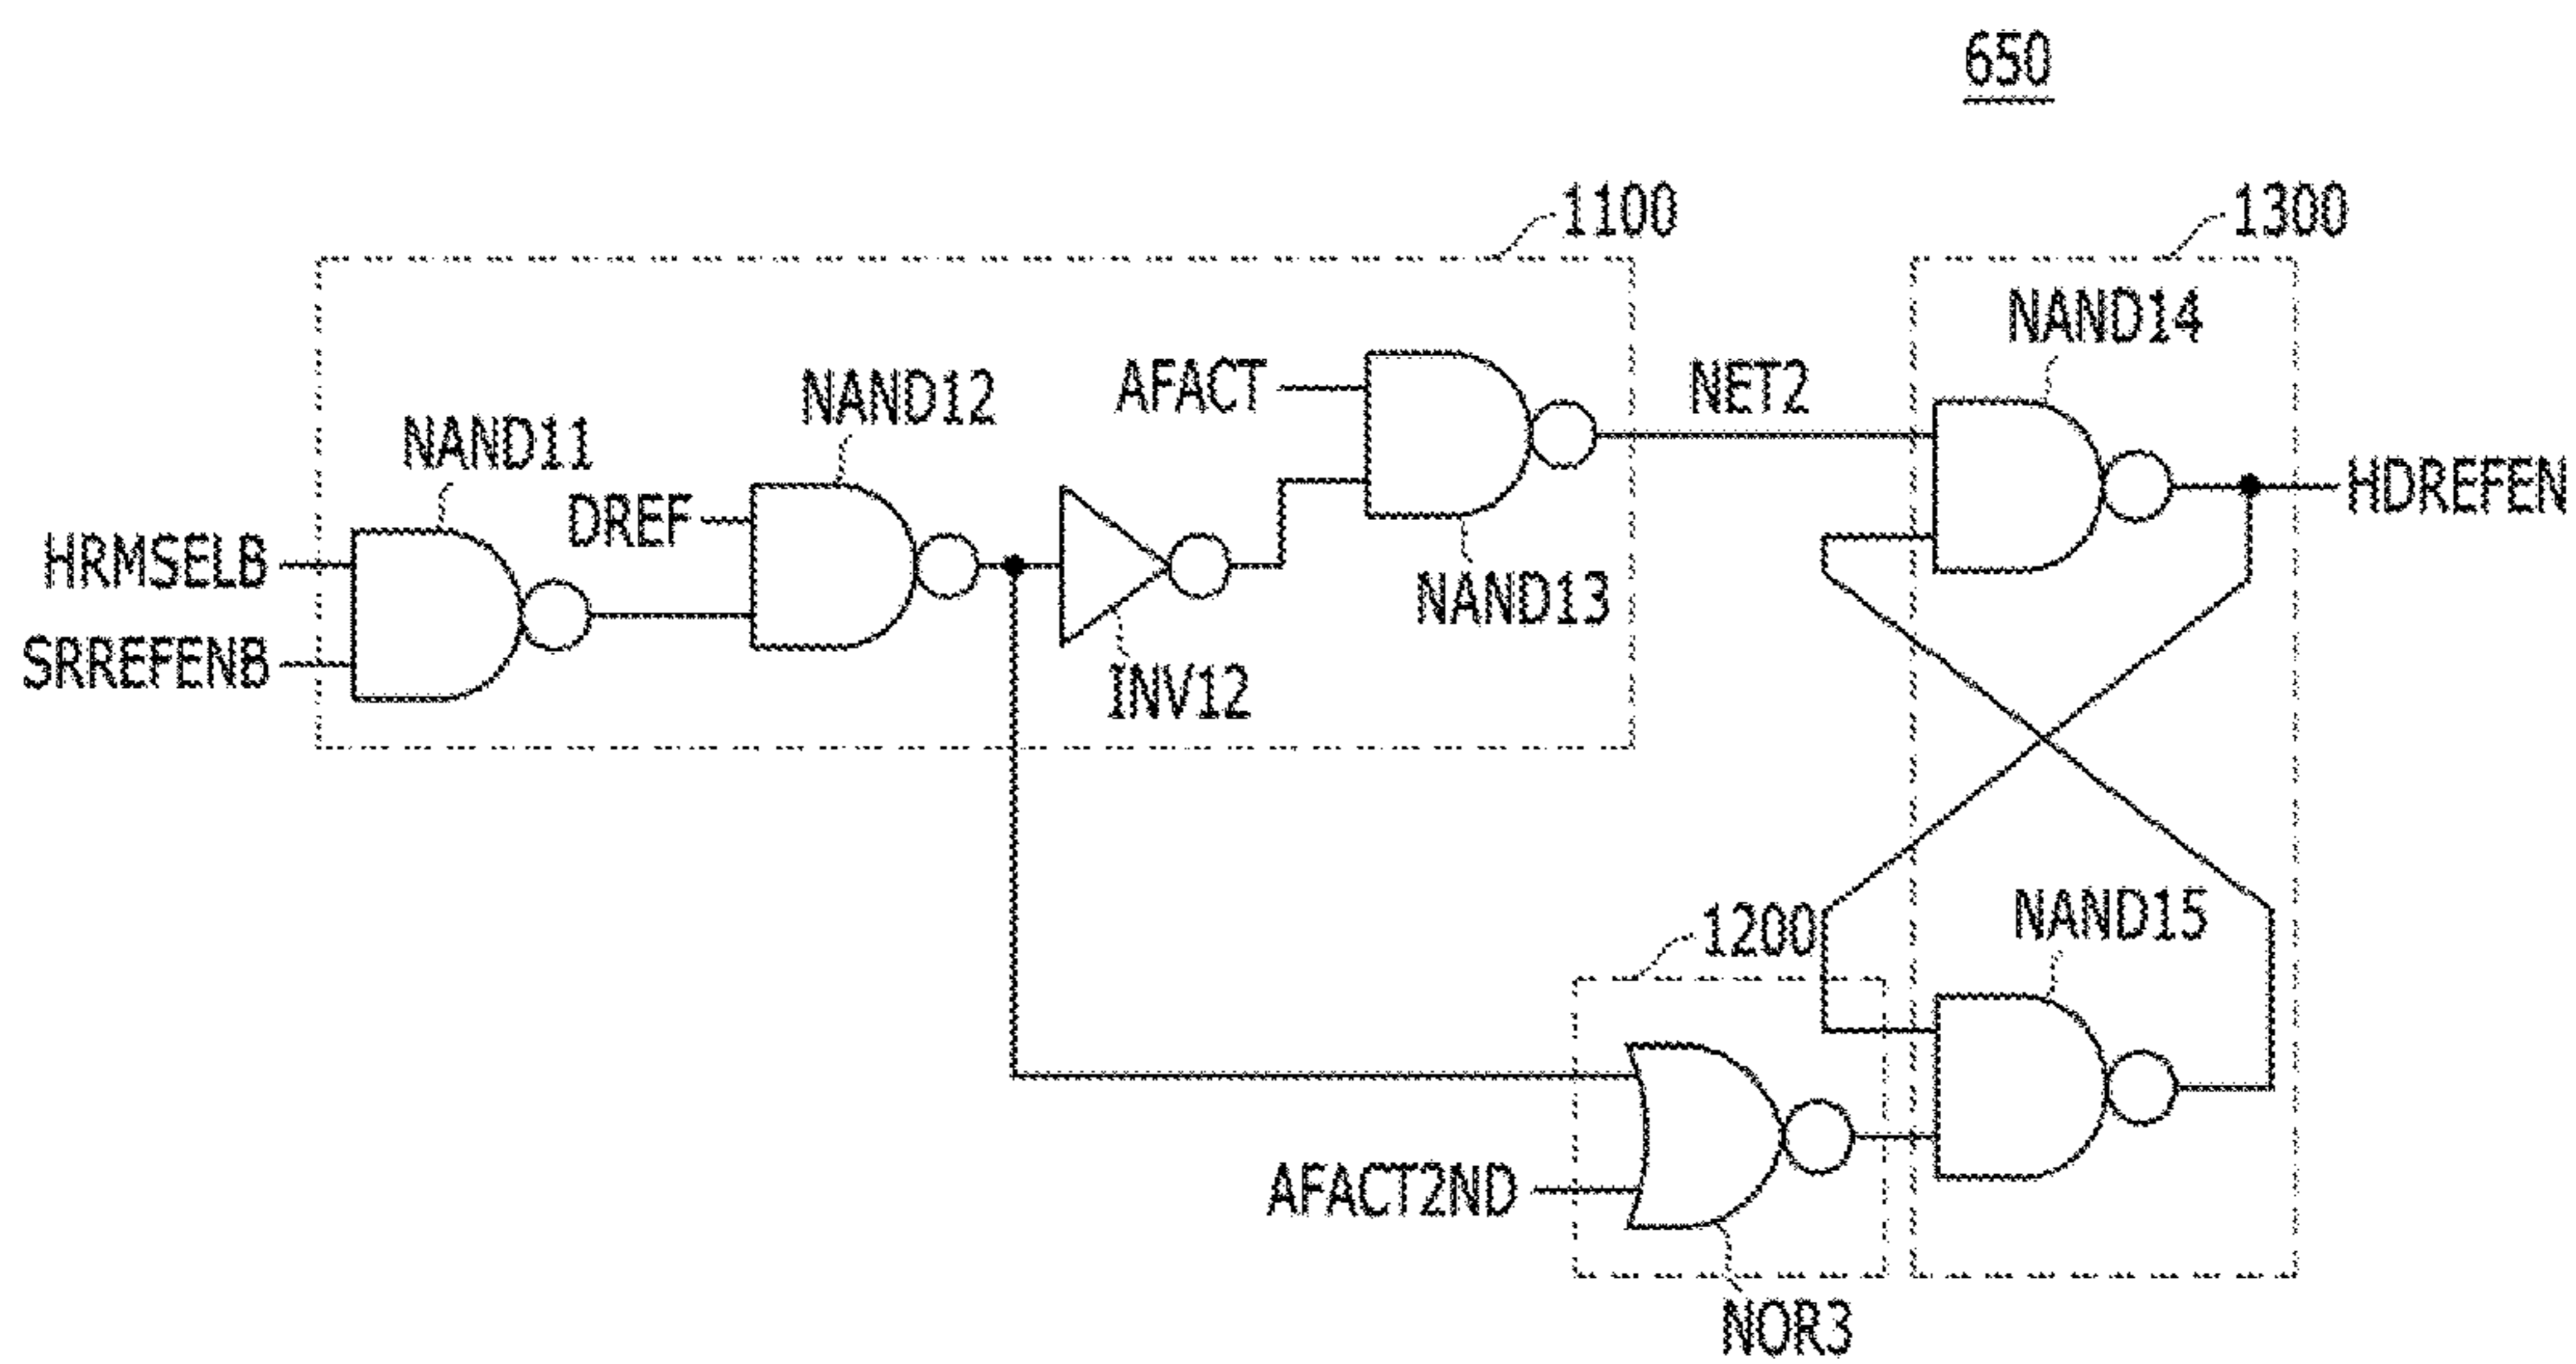 650
1100
1300
NAND14
AFACT
NET2
NAND12
NAND11
DREF
HDREFEN
HRMSELB
NAND13
SRREFENB
INV12
1200
NAND15
AFACT2ND
NOR3